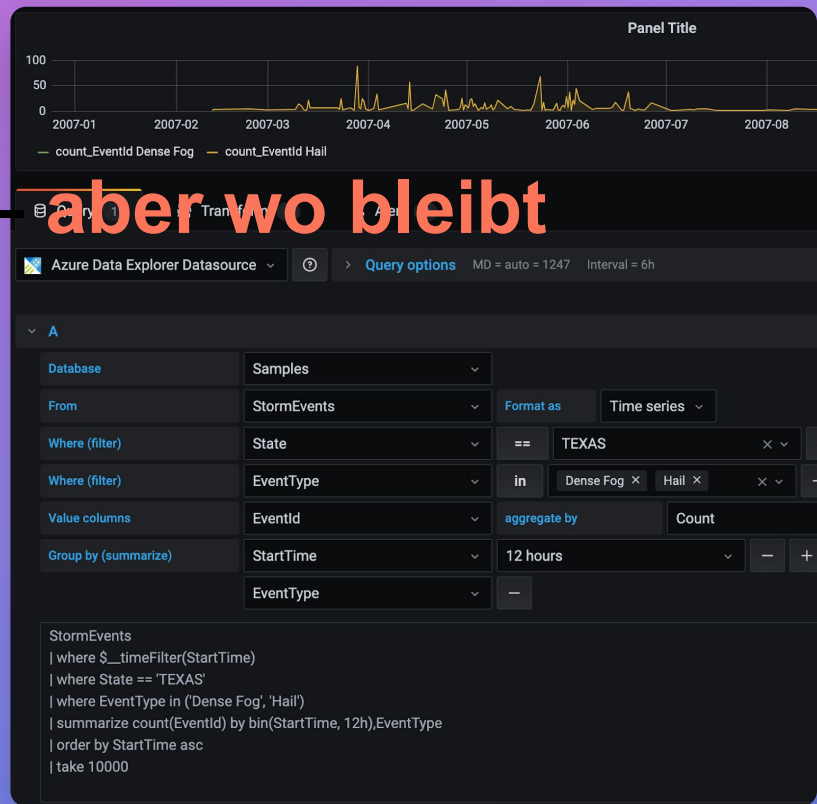 Panel Title
100
50
0
2007-01 2007-02 2007-03 2007-04 2007-05 2007-06 2007-07 2007-08
count_EventId Dense Fog count_EventId Hail
aber wo bleibt
Query 1
Azure Data Explorer Datasource Query options MD = auto = 1247 Interval = 6h
A
Database Samples
From StormEvents Format as Time series
Where (filter) State == TEXAS
Where (filter) EventType in Dense Fog × Hail ×
Value columns EventId aggregate by Count
Group by (summarize) StartTime 12 hours
EventType
StormEvents
| where $__timeFilter(StartTime)
| where State == 'TEXAS'
| where EventType in ('Dense Fog', 'Hail')
| summarize count(EventId) by bin(StartTime, 12h),EventType
| order by StartTime asc
| take 10000